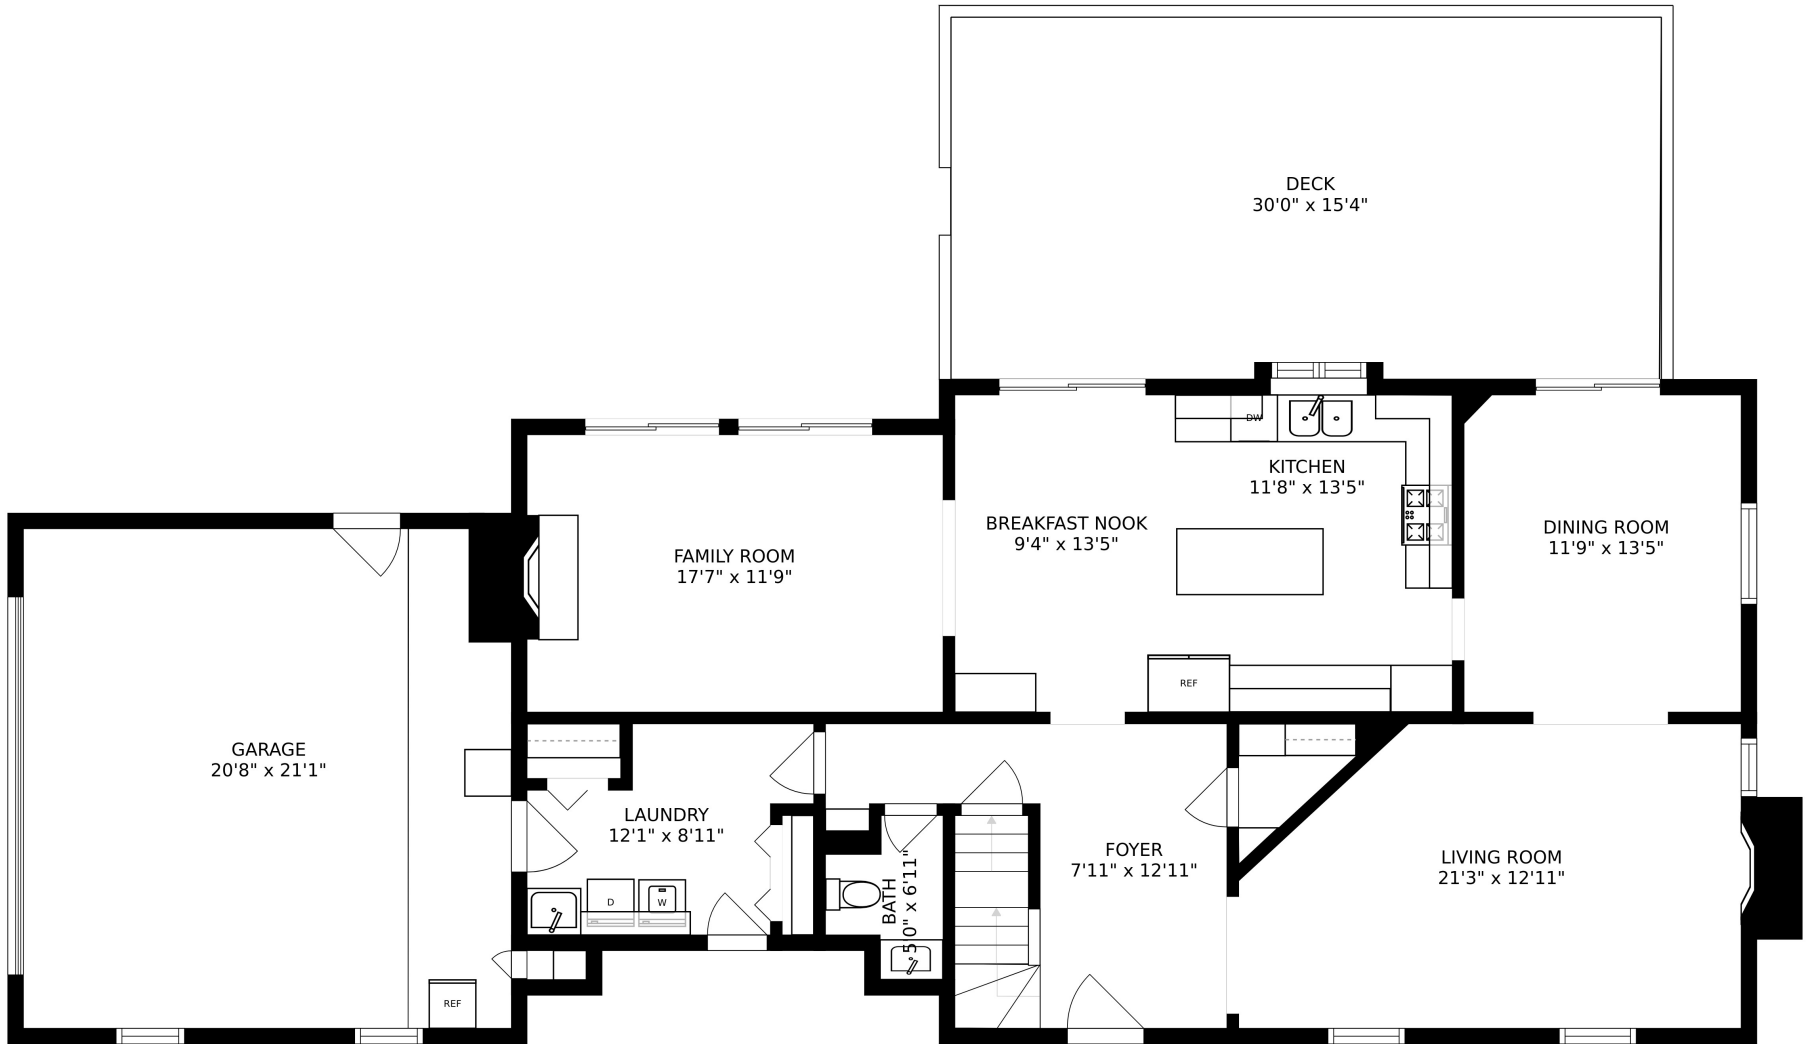 DECK
30'0" x 15'4"
DW
KITCHEN
11'8" x 13'5"
BREAKFAST NOOK
9'4" x 13'5"
DINING ROOM
11'9" x 13'5"
FAMILY ROOM
17'7" x 11'9"
REF
GARAGE
20'8" x 21'1"
LAUNDRY
12'1" x 8'11"
D
W
BATH
5'0" x 6'11"
FOYER
7'11" x 12'11"
LIVING ROOM
21'3" x 12'11"
REF